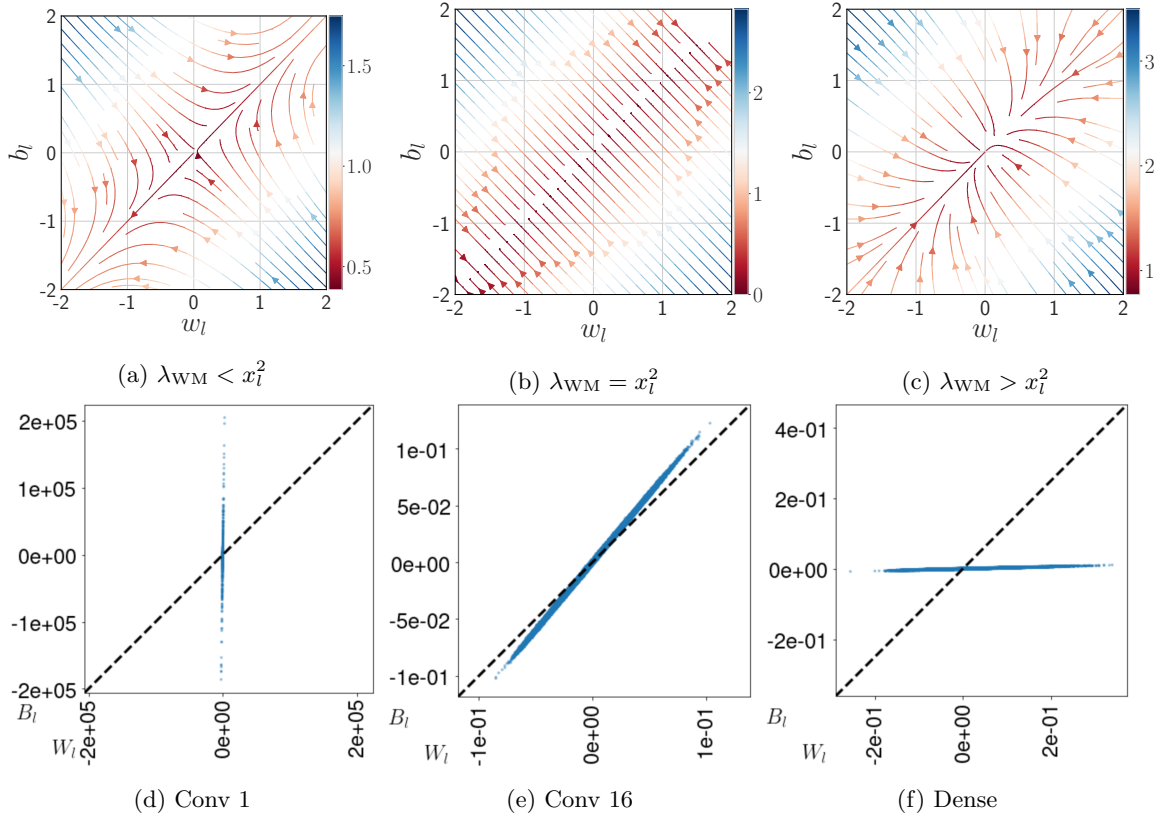 2
1
0
-1
-2
b_l
-2
-1
0
1
2
w_l
1.5
1.0
0.5
(a) λ_WM < x_l^2
2
1
0
-1
-2
b_l
-2
-1
0
1
2
w_l
2
1
0
(b) λ_WM = x_l^2
2
1
0
-1
-2
b_l
-2
-1
0
1
2
w_l
3
2
1
(c) λ_WM > x_l^2
2e+05
1e+05
0e+00
-1e+05
-2e+05
B_l
W_l
-2e+05
0e+00
2e+05
(d) Conv 1
1e-01
5e-02
0e+00
-5e-02
-1e-01
B_l
W_l
-1e-01
0e+00
1e-01
(e) Conv 16
4e-01
2e-01
0e+00
-2e-01
B_l
W_l
-2e-01
0e+00
2e-01
(f) Dense